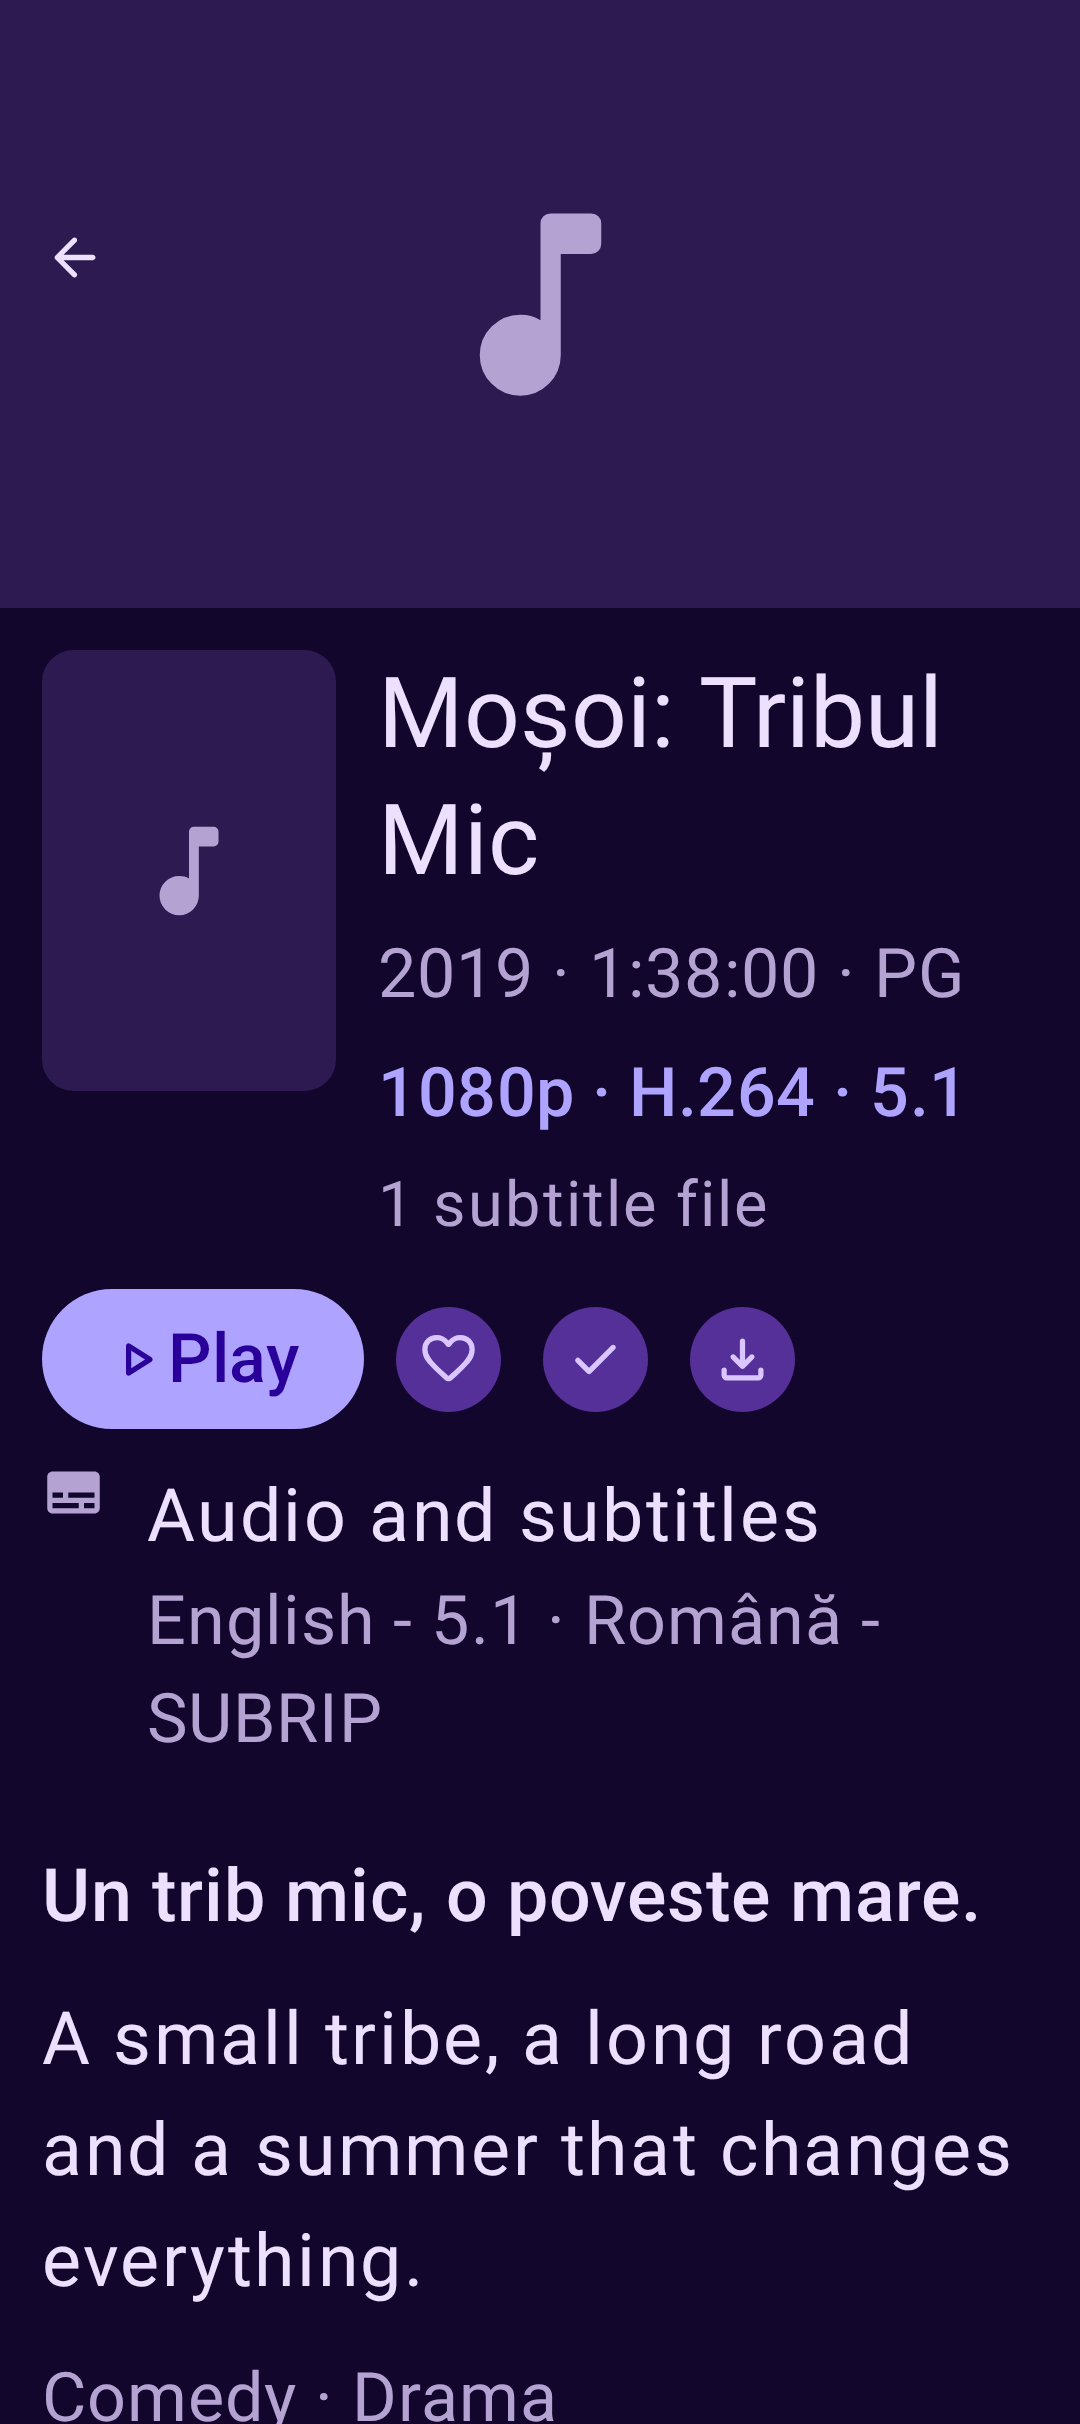 Moșoi: Tribul
Mic
2019 · 1:38:00 · PG
1080p · H.264 · 5.1
1 subtitle file
Play
Audio and subtitles
English - 5.1 · Română -
SUBRIP
Un trib mic, o poveste mare.
A small tribe, a long road
and a summer that changes
everything.
Comedy · Drama